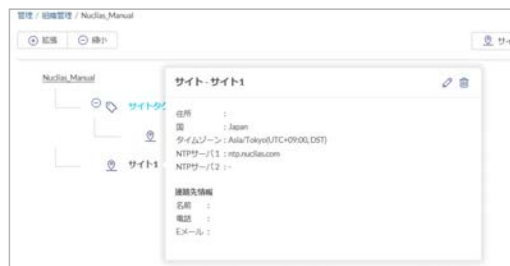 管理 / 組織管理 / Nuclias_Manual
拡張 縮小
サイ
Nuclias_Manual
サイトタグ
サイト1
サイト - サイト1
住所 :
国 : Japan
タイムゾーン : Asia/Tokyo(UTC+09:00, DST)
NTPサーバ1 : ntp.nuclias.com
NTPサーバ2 : -
連絡先情報
名前 :
電話 :
Eメール :